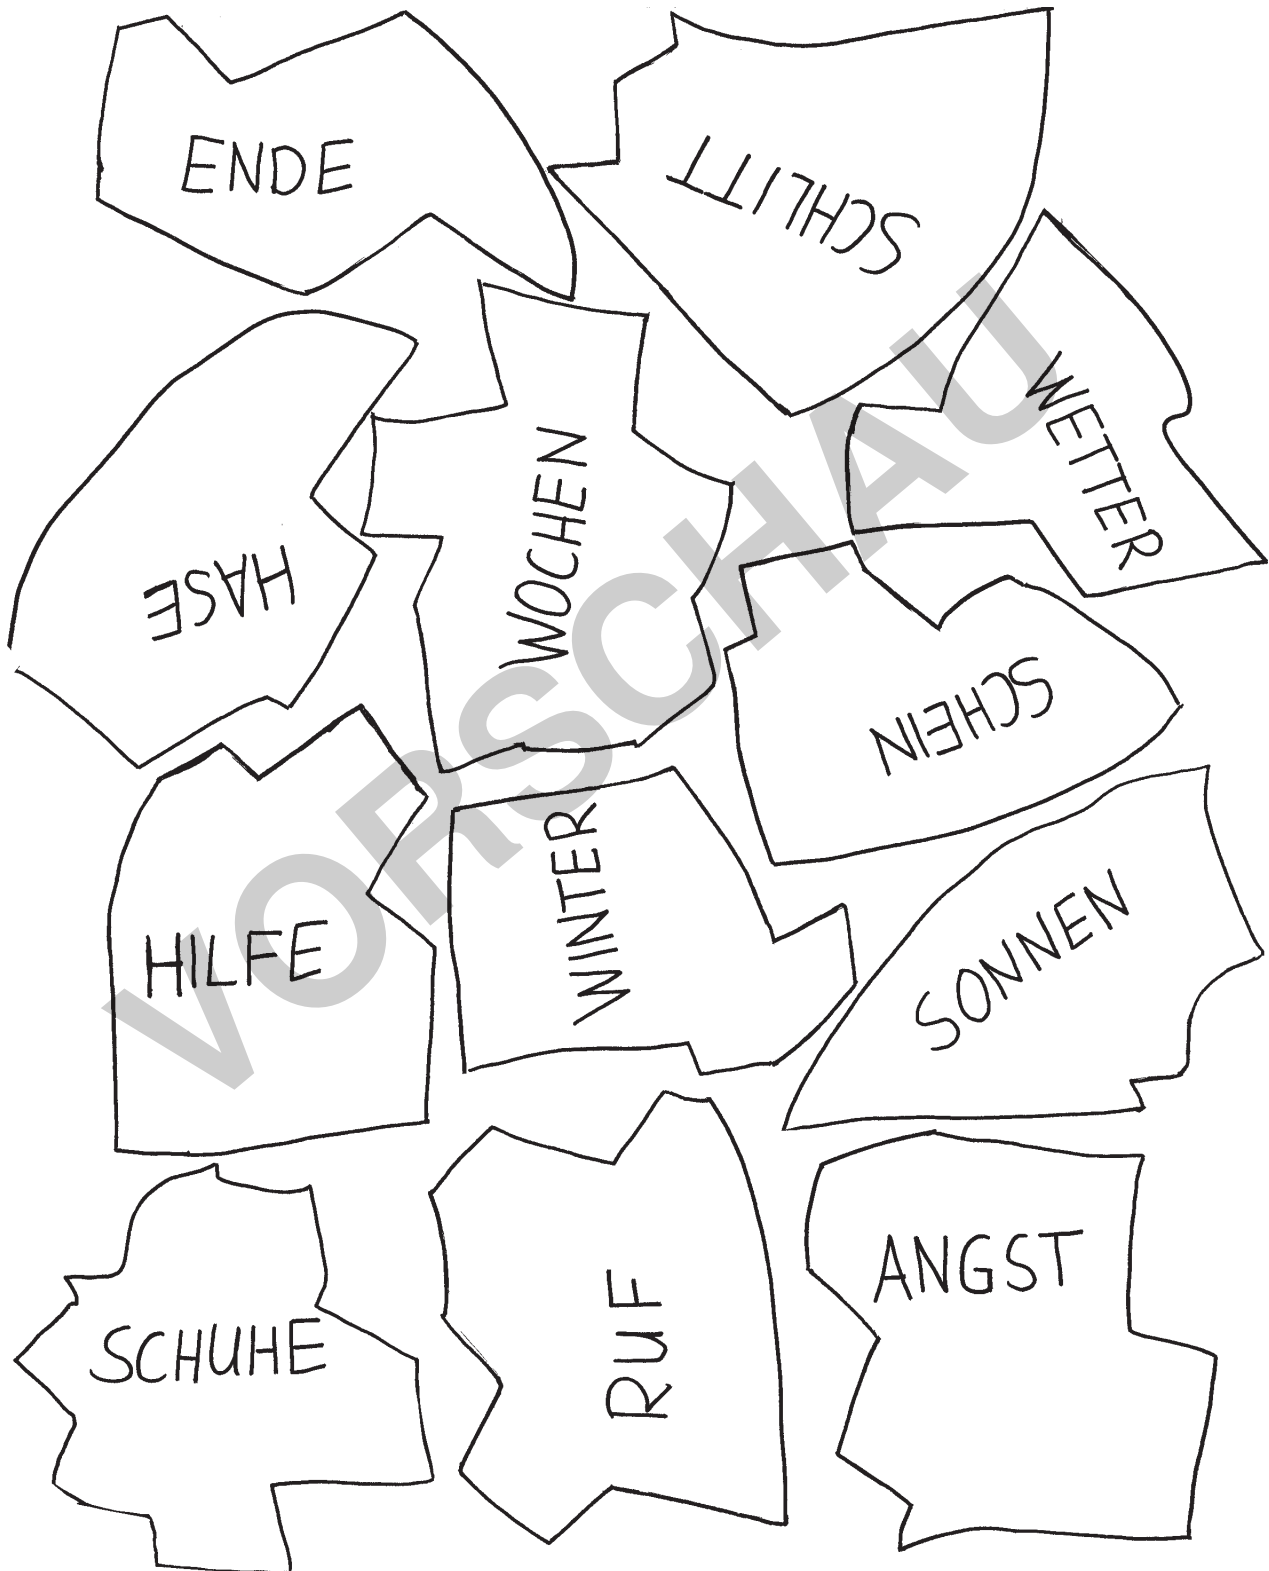 ENDE
SCHLITT
WETTER
HASE
WOCHEN
SCHEIN
HILFE
WINTER
SONNEN
SCHUHE
RUF
ANGST
VORSCHAU